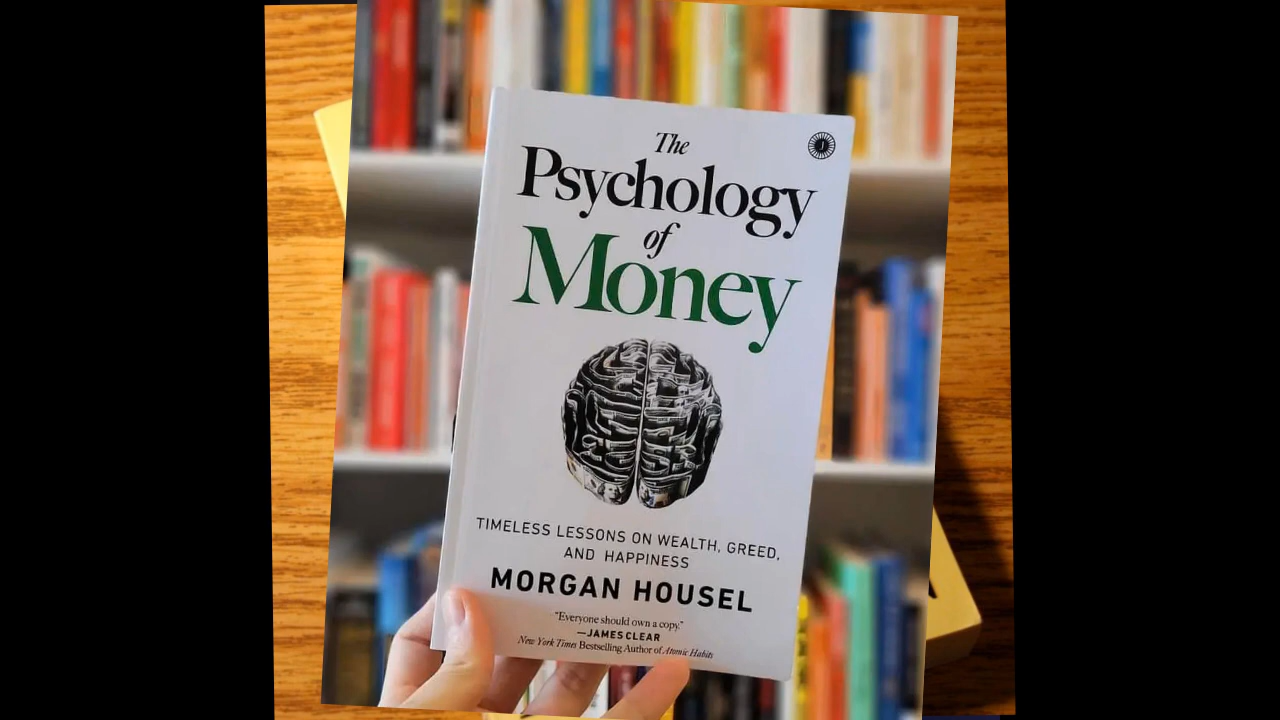 The
Psychology
of
Money
TIMELESS LESSONS ON WEALTH, GREED,
AND HAPPINESS
MORGAN HOUSEL
"Everyone should own a copy."
—JAMES CLEAR
New York Times Bestselling Author of Atomic Habits